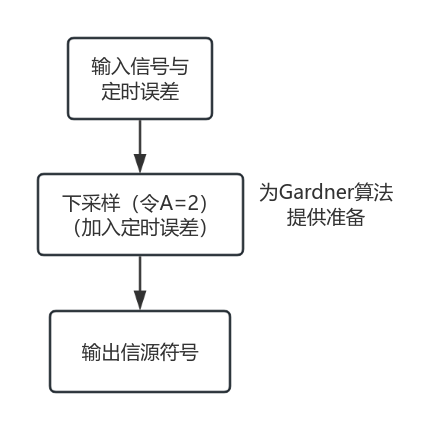 输入信号与
定时误差
下采样（令A=2）
（加入定时误差）
为Gardner算法
提供准备
输出信源符号